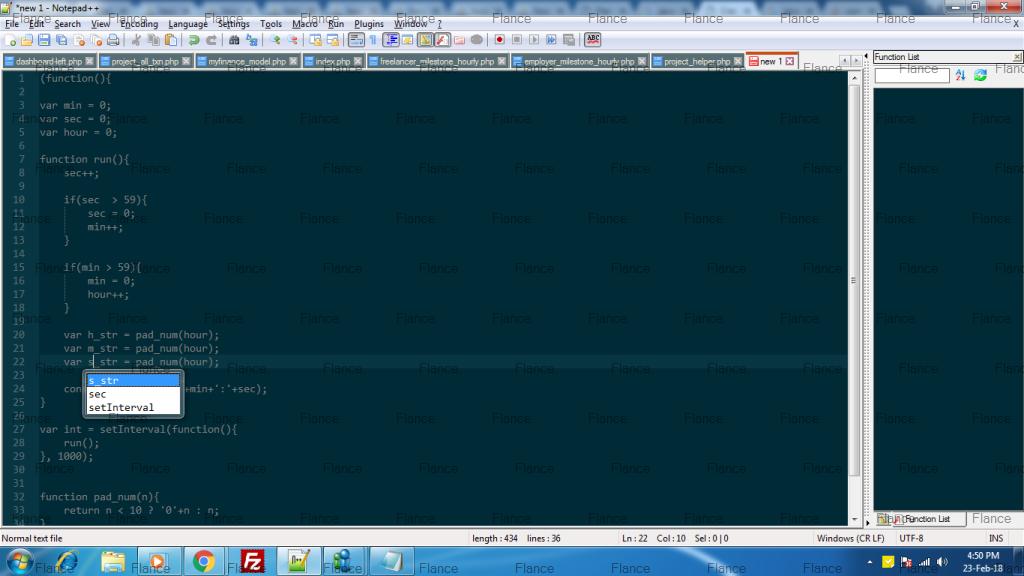 *new 1 - Notepad++
File Edit Search View Encoding Language Settings Tools Macro Run Plugins Window ?
X
dashboard-left.php project_all_txn.php myfinance_model.php index.php freelancer_milestone_hourly.php employer_milestone_hourly.php project_helper.php new 1
Function List
1 (function(){
2
3 var min = 0;
4 var sec = 0;
5 var hour = 0;
6
7 function run(){
8 sec++;
9
10 if(sec > 59){
11 sec = 0;
12 min++;
13 }
14
15 if(min > 59){
16 min = 0;
17 hour++;
18 }
19
20 var h_str = pad_num(hour);
21 var m_str = pad_num(hour);
22 var s_str = pad_num(hour);
23
s_str
sec
setInterval
24 con +min+':'+sec);
25 }
26
27 var int = setInterval(function(){
28 run();
29 }, 1000);
30
31
32 function pad_num(n){
33 return n < 10 ? '0'+n : n;
34 }
Function List
Normal text file length : 434 lines : 36 Ln : 22 Col : 10 Sel : 0 | 0 Windows (CR LF) UTF-8 INS
4:50 PM
23-Feb-18
Flance